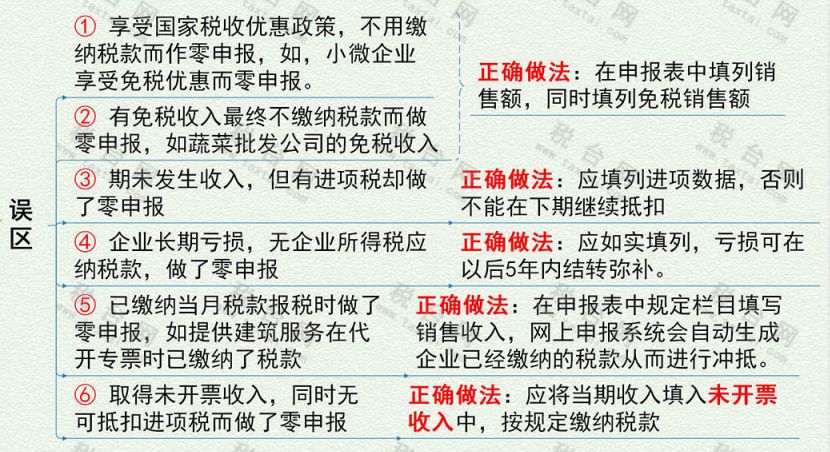 误区
① 享受国家税收优惠政策，不用缴
纳税款而作零申报，如，小微企业
享受免税优惠而零申报。
② 有免税收入最终不缴纳税款而做
零申报，如蔬菜批发公司的免税收入
正确做法：在申报表中填列销
售额，同时填列免税销售额
③ 期未发生收入，但有进项税却做
了零申报
正确做法：应填列进项数据，否则
不能在下期继续抵扣
④ 企业长期亏损，无企业所得税应
纳税款，做了零申报
正确做法：应如实填列，亏损可在
以后5年内结转弥补。
⑤ 已缴纳当月税款报税时做了
零申报，如提供建筑服务在代
开专票时已缴纳了税款
正确做法：在申报表中规定栏目填写
销售收入，网上申报系统会自动生成
企业已经缴纳的税款从而进行冲抵。
⑥ 取得未开票收入，同时无
可抵扣进项税而做了零申报
正确做法：应将当期收入填入未开票
收入中，按规定缴纳税款
税台网
www.taxtai.com